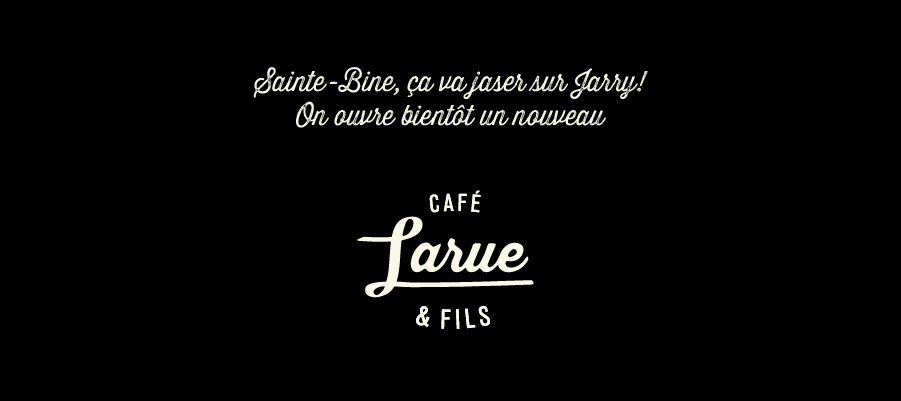 Sainte-Bine, ça va jaser sur Jarry!
On ouvre bientôt un nouveau
CAFÉ
Larue
& FILS